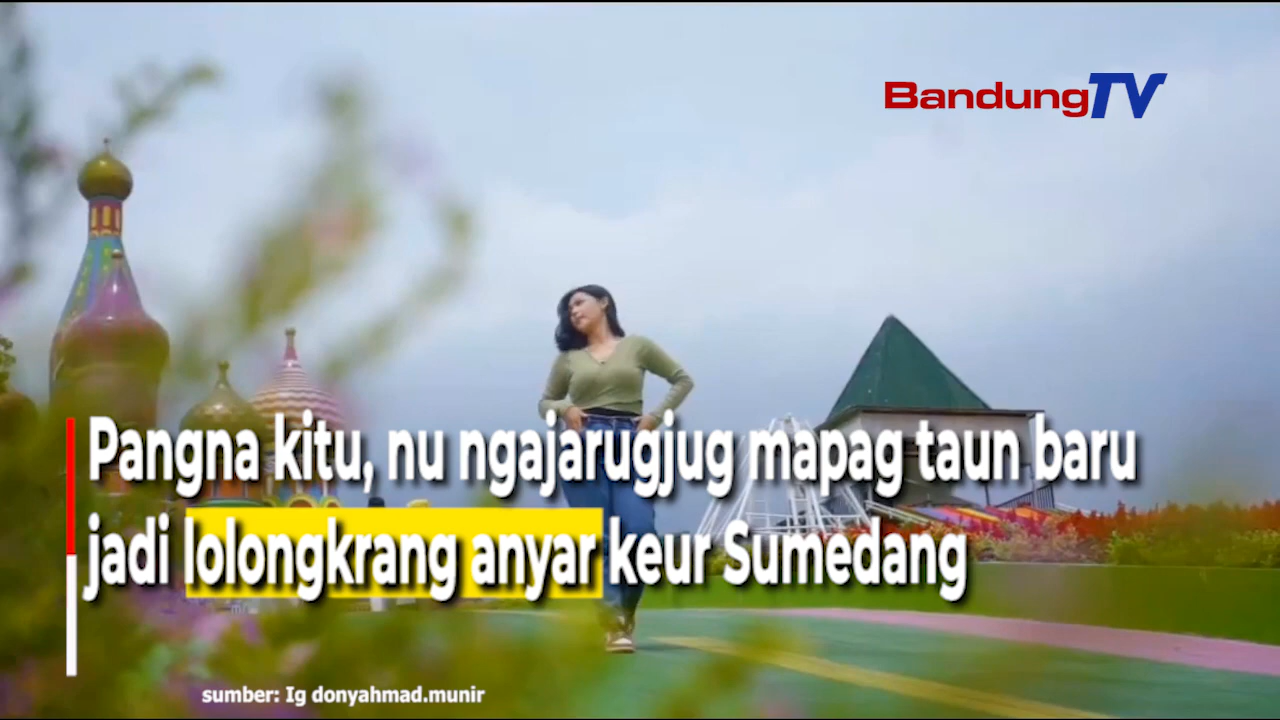 BandungTV
Pangna kitu, nu ngajarugjug mapag taun baru
jadi lolongkrang anyar keur Sumedang
sumber: Ig donyahmad.munir